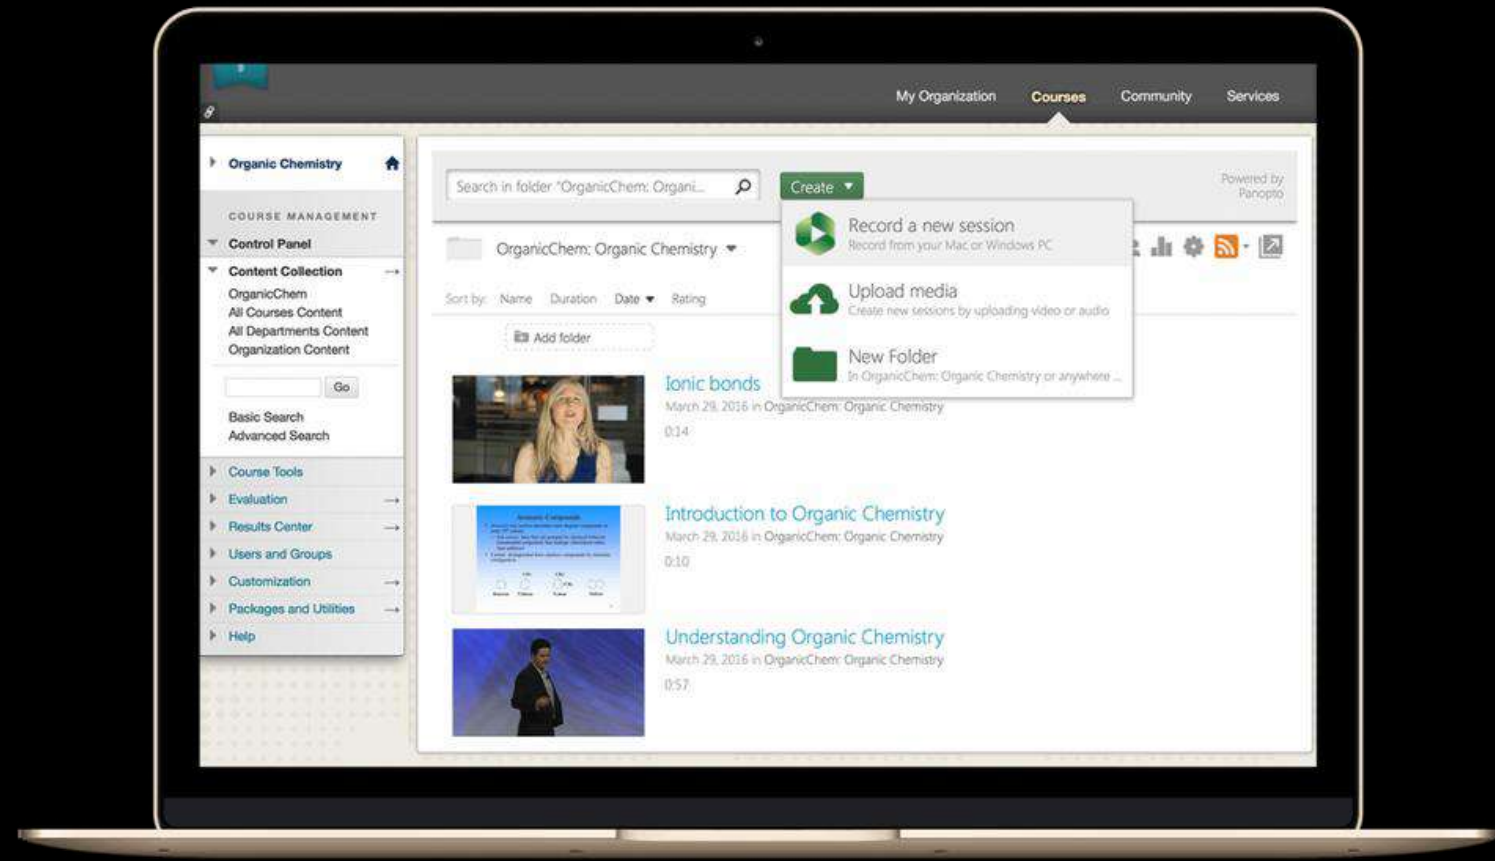 My Organization
Courses
Community
Services
Organic Chemistry
COURSE MANAGEMENT
Control Panel
Content Collection
OrganicChem
All Courses Content
All Departments Content
Organization Content
Go
Basic Search
Advanced Search
Course Tools
Evaluation
Results Center
Users and Groups
Customization
Packages and Utilities
Help
Search in folder "OrganicChem: Organi...
Create
Powered by
Panopto
Record a new session
Record from your Mac or Windows PC
Upload media
Create new sessions by uploading video or audio
New Folder
In OrganicChem: Organic Chemistry or anywhere ...
OrganicChem: Organic Chemistry
Sort by: Name Duration Date Rating
Add folder
Ionic bonds
March 29, 2016 in OrganicChem: Organic Chemistry
0:14
Introduction to Organic Chemistry
March 29, 2016 in OrganicChem: Organic Chemistry
0:10
Understanding Organic Chemistry
March 29, 2016 in OrganicChem: Organic Chemistry
0:57